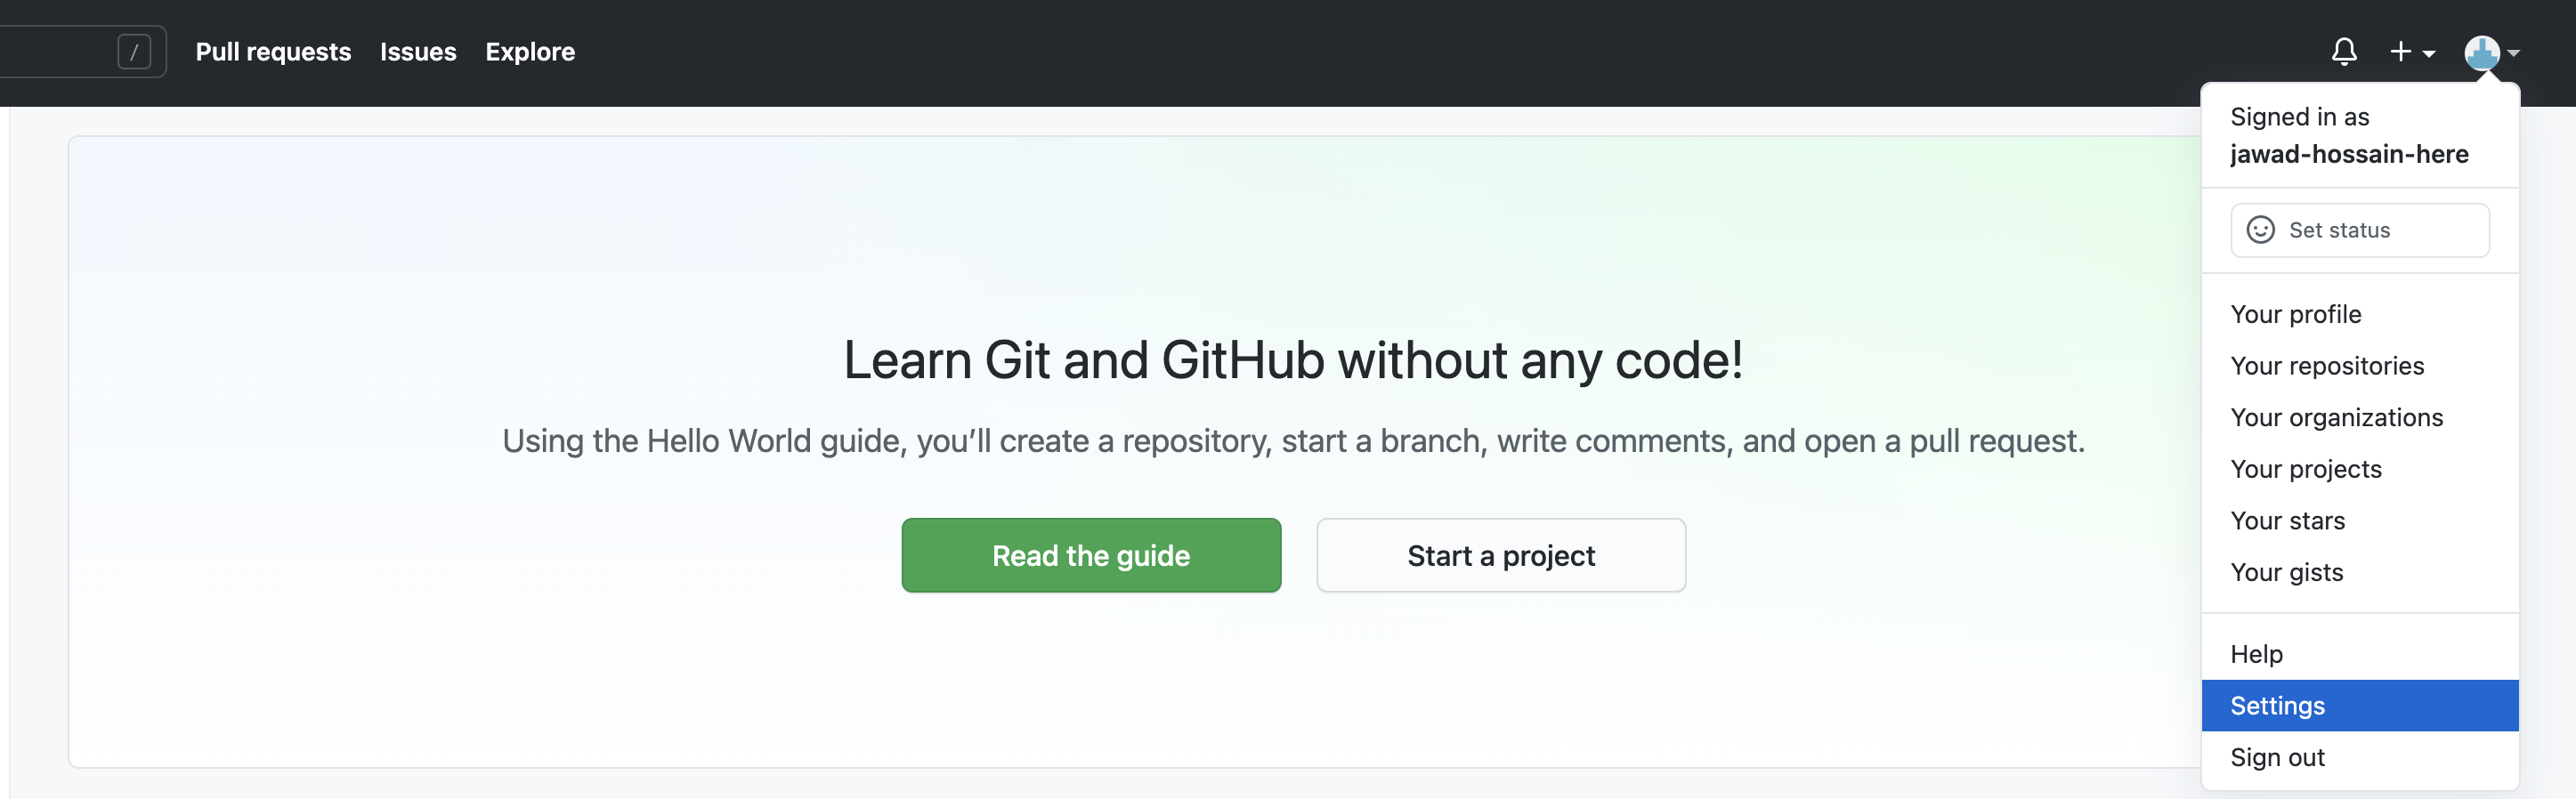 /
Pull requests Issues Explore
Signed in as
jawad-hossain-here
Set status
Your profile
Your repositories
Your organizations
Your projects
Your stars
Your gists
Help
Settings
Sign out
Learn Git and GitHub without any code!
Using the Hello World guide, you’ll create a repository, start a branch, write comments, and open a pull request.
Read the guide
Start a project